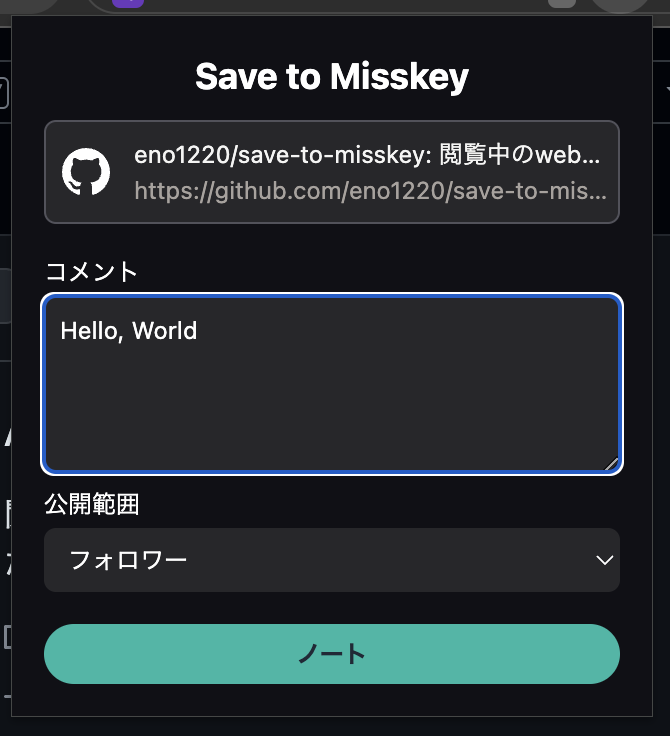 Save to Misskey
eno1220/save-to-misskey: 閲覧中のweb...
https://github.com/eno1220/save-to-mis...
コメント
Hello, World
公開範囲
フォロワー
ノート